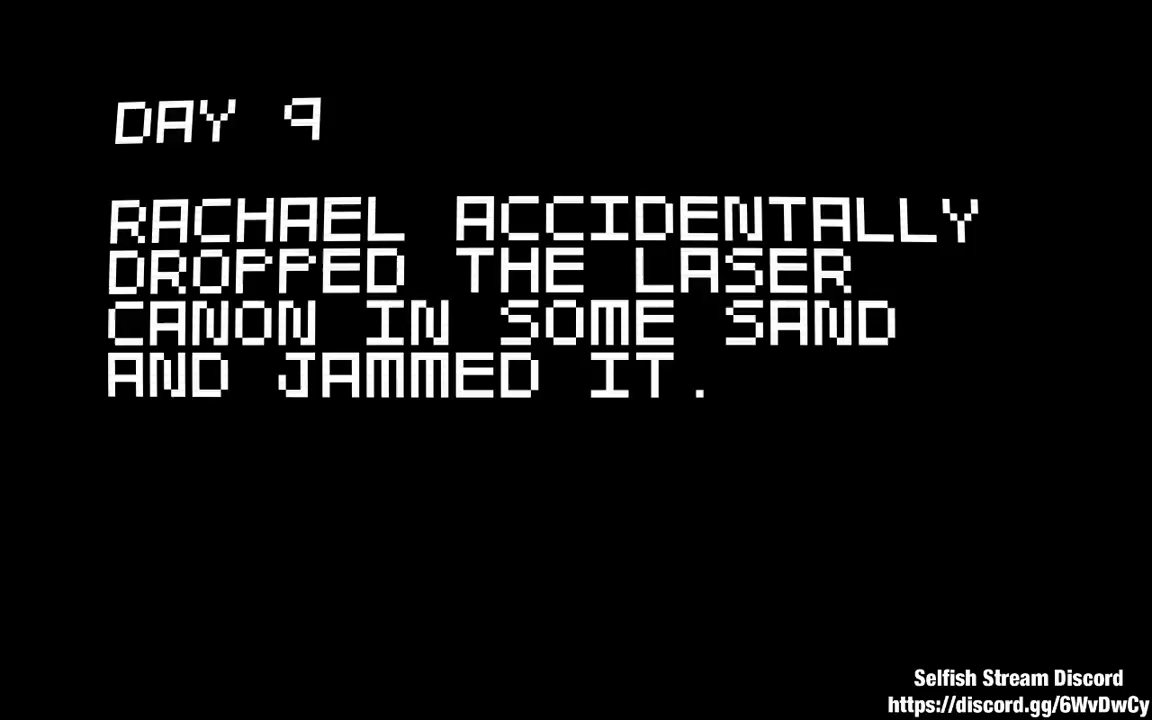 DAY 9
RACHAEL ACCIDENTALLY
DROPPED THE LASER
CANON IN SOME SAND
AND JAMMED IT.
Selfish Stream Discord
https://discord.gg/6WvDwCy